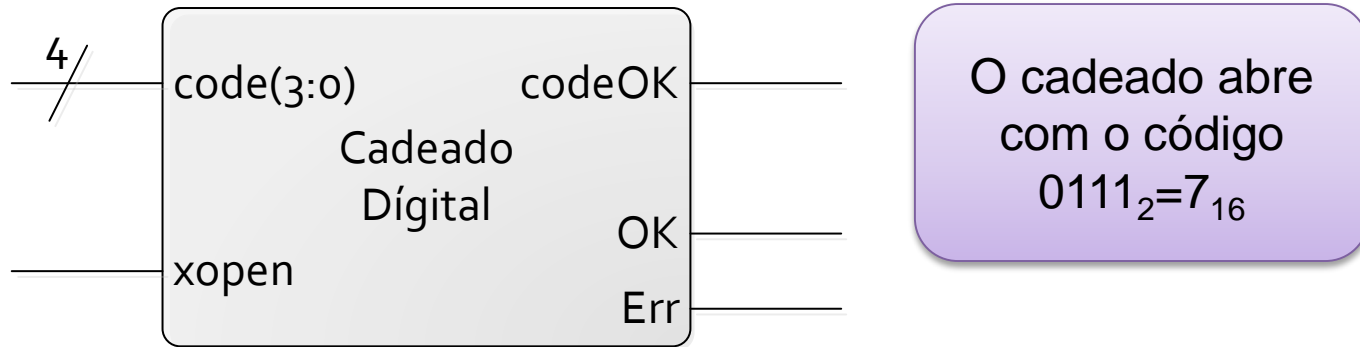 4
code(3:0)
codeOK
Cadeado
Dígital
OK
xopen
Err
O cadeado abre
com o código
0111₂=7₁₆